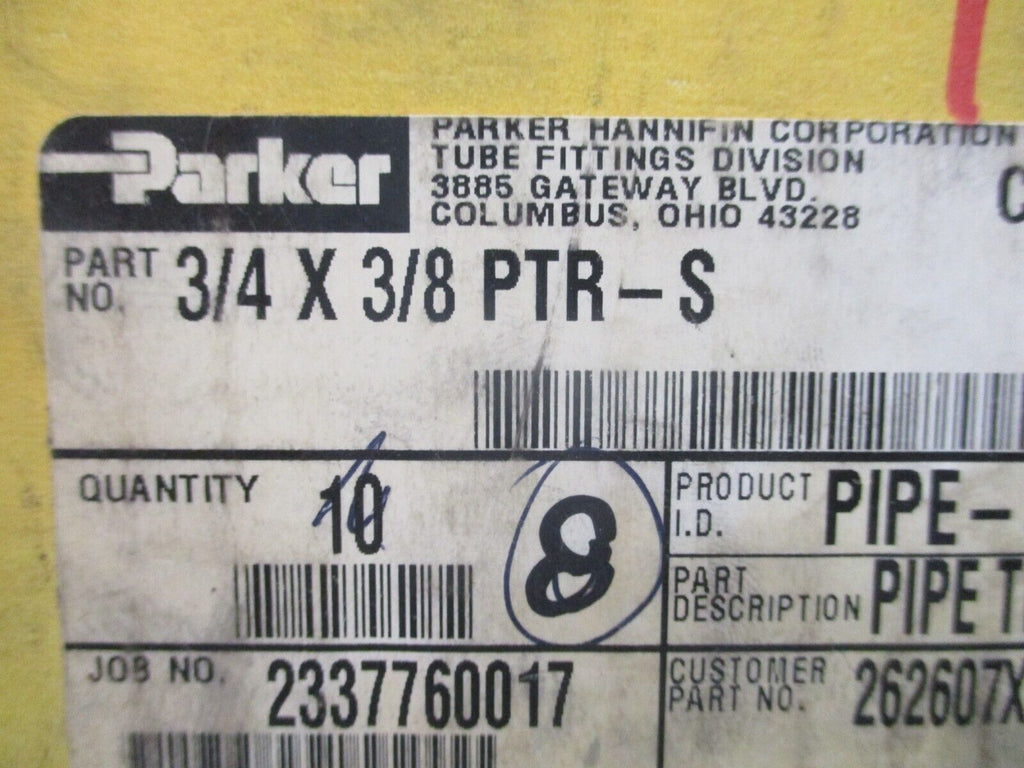 Parker
PARKER HANNIFIN CORPORATION
TUBE FITTINGS DIVISION
3885 GATEWAY BLVD.
COLUMBUS, OHIO 43228
C
PART NO. 3/4 X 3/8 PTR-S
QUANTITY 10
8
PRODUCT I.D. PIPE-
PART DESCRIPTION PIPE T
JOB NO. 2337760017
CUSTOMER PART NO. 262607X